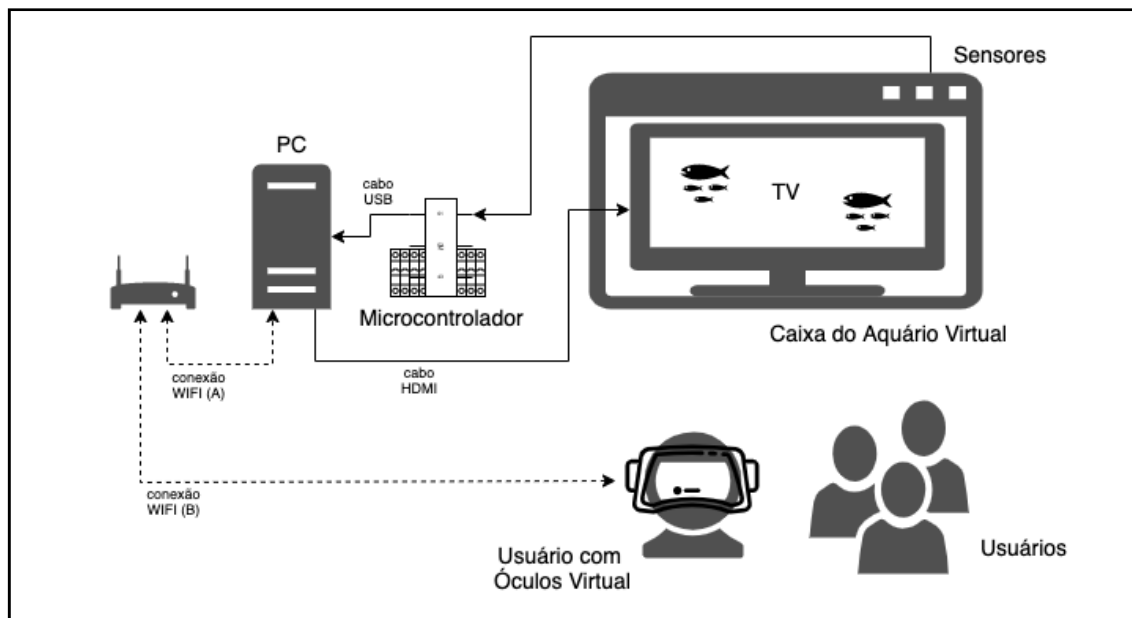 Sensores
PC
cabo
USB
TV
Microcontrolador
Caixa do Aquário Virtual
conexão
WIFI (A)
cabo
HDMI
conexão
WIFI (B)
Usuário com
Óculos Virtual
Usuários